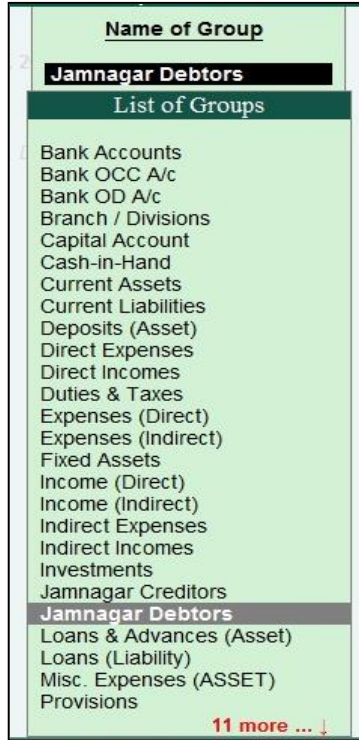 Name of Group
Jamnagar Debtors
List of Groups
Bank Accounts
Bank OCC A/c
Bank OD A/c
Branch / Divisions
Capital Account
Cash-in-Hand
Current Assets
Current Liabilities
Deposits (Asset)
Direct Expenses
Direct Incomes
Duties & Taxes
Expenses (Direct)
Expenses (Indirect)
Fixed Assets
Income (Direct)
Income (Indirect)
Indirect Expenses
Indirect Incomes
Investments
Jamnagar Creditors
Jamnagar Debtors
Loans & Advances (Asset)
Loans (Liability)
Misc. Expenses (ASSET)
Provisions
11 more ... ↓